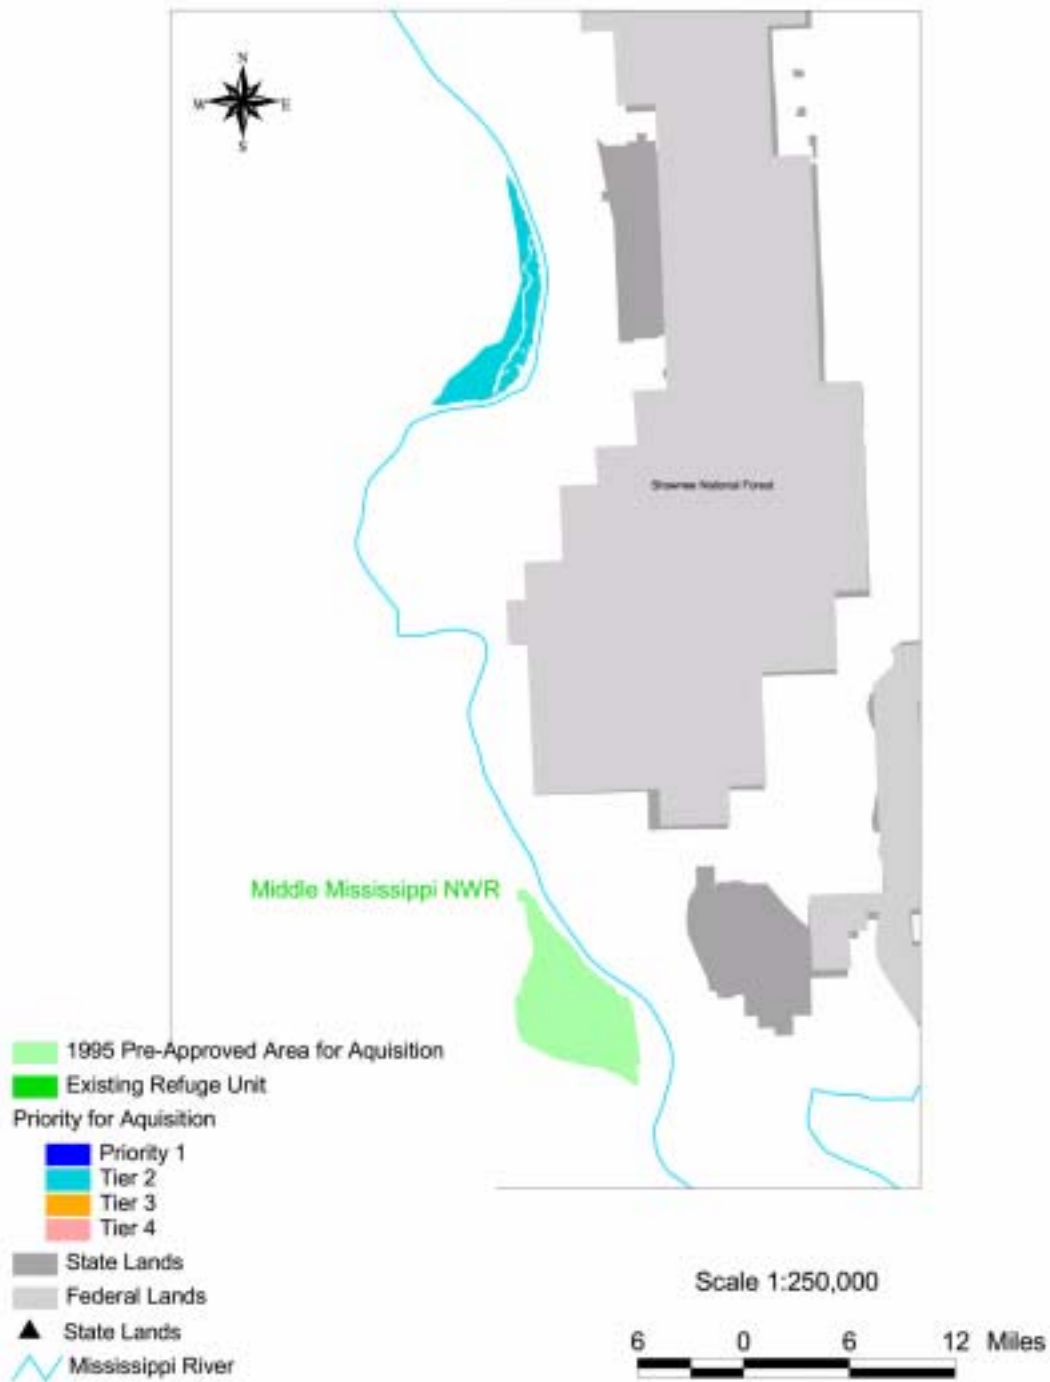 N
W E
S
Shawnee National Forest
Middle Mississippi NWR
1995 Pre-Approved Area for Aquisition
Existing Refuge Unit
Priority for Aquisition
Priority 1
Tier 2
Tier 3
Tier 4
State Lands
Federal Lands
State Lands
Mississippi River
Scale 1:250,000
6 0 6 12 Miles